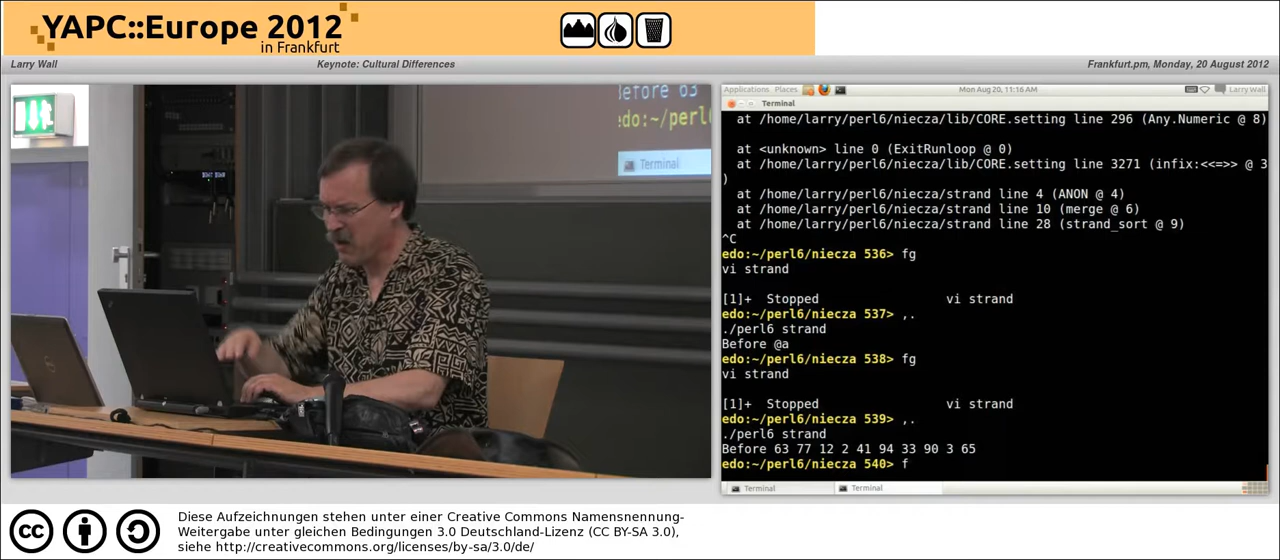 YAPC::Europe 2012
in Frankfurt
Larry Wall
Keynote: Cultural Differences
Frankfurt.pm, Monday, 20 August 2012
Before 63
edo:~/perl
Terminal
Applications Places Mon Aug 20, 11:16 AM Larry Wall
Terminal
at /home/larry/perl6/niecza/lib/CORE.setting line 296 (Any.Numeric @ 8)
at <unknown> line 0 (ExitRunloop @ 0)
at /home/larry/perl6/niecza/lib/CORE.setting line 3271 (infix:<<=>> @ 3
)
at /home/larry/perl6/niecza/strand line 4 (ANON @ 4)
at /home/larry/perl6/niecza/strand line 10 (merge @ 6)
at /home/larry/perl6/niecza/strand line 28 (strand_sort @ 9)
^C
edo:~/perl6/niecza 536> fg
vi strand
[1]+ Stopped vi strand
edo:~/perl6/niecza 537> ,.
./perl6 strand
Before @a
edo:~/perl6/niecza 538> fg
vi strand
[1]+ Stopped vi strand
edo:~/perl6/niecza 539> ,.
./perl6 strand
Before 63 77 12 2 41 94 33 90 3 65
edo:~/perl6/niecza 540> f
Terminal Terminal
cc
Diese Aufzeichnungen stehen unter einer Creative Commons Namensnennung-
Weitergabe unter gleichen Bedingungen 3.0 Deutschland-Lizenz (CC BY-SA 3.0),
siehe http://creativecommons.org/licenses/by-sa/3.0/de/